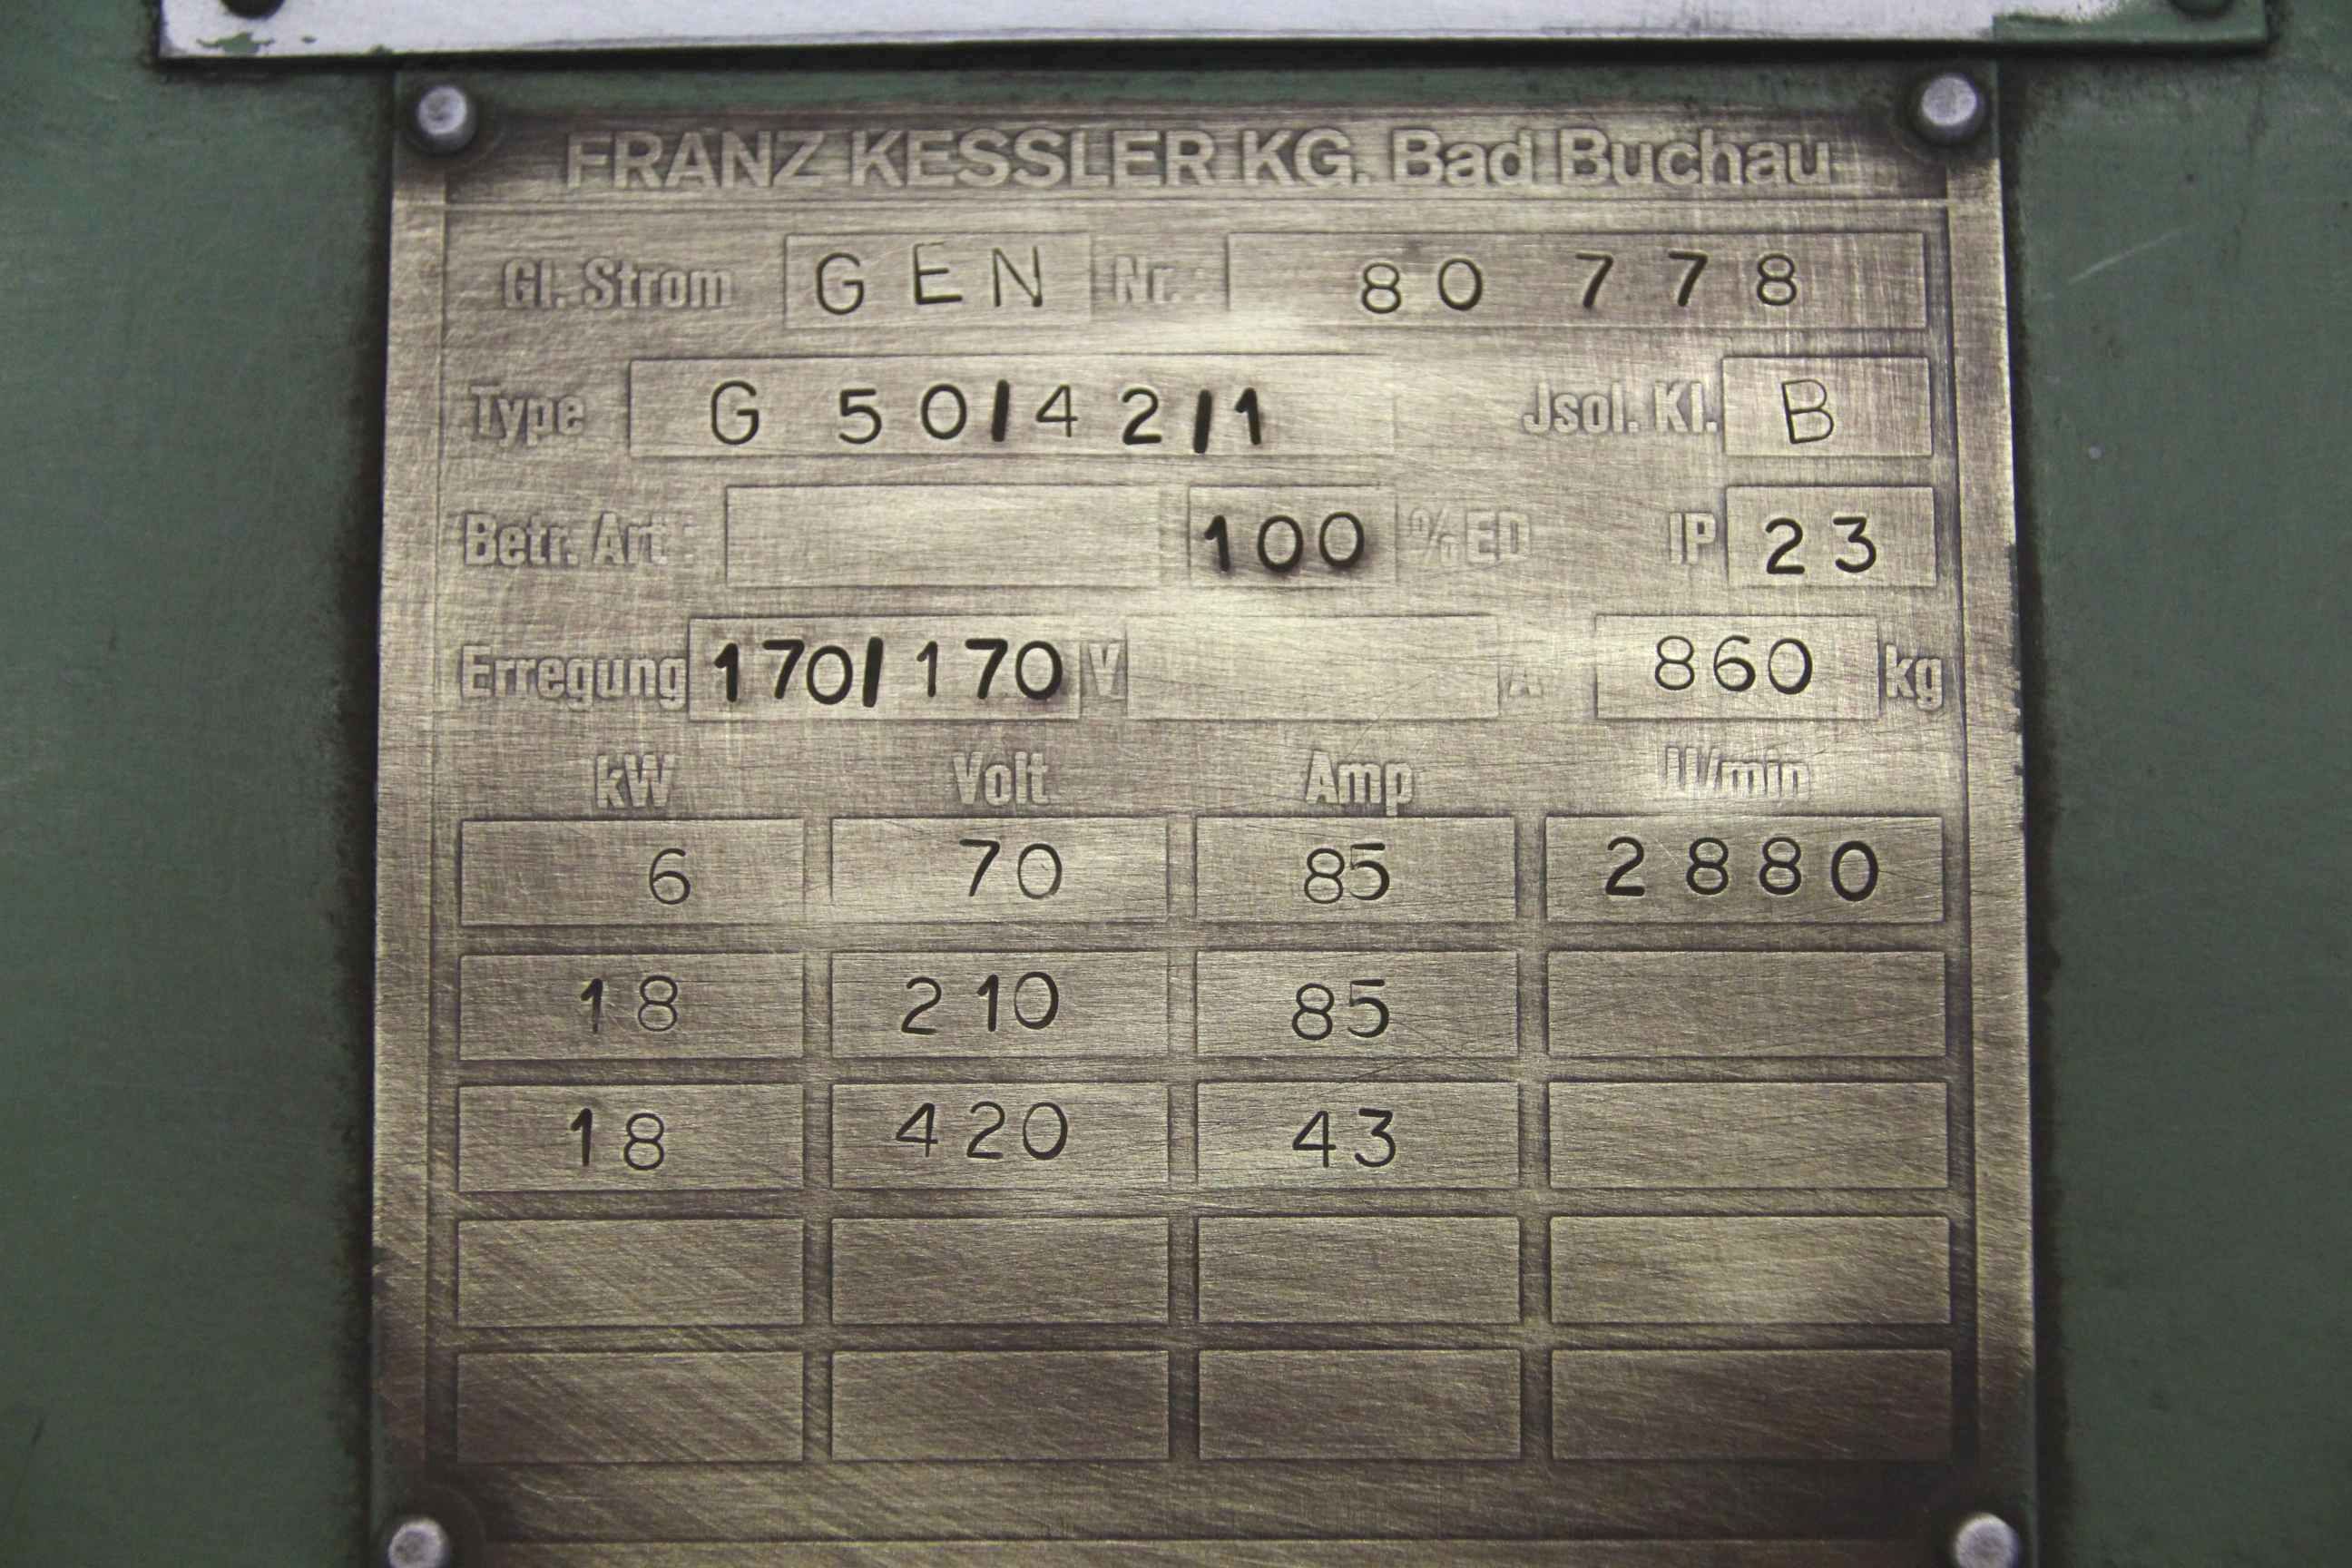 FRANZ KESSLER KG. Bad Buchau
Gl. Strom GEN Nr.: 80 778
Type G 50/42/1 Jsol. Kl. B
Betr. Art: 100 % ED IP 23
Erregung 170/170 V A 860 kg
kW Volt Amp U/min
6 70 85 2880
18 210 85
18 420 43